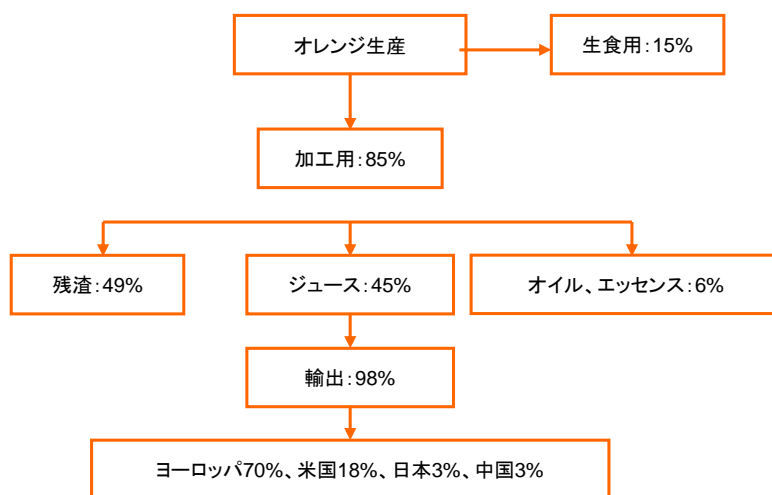 オレンジ生産
生食用：15%
加工用：85%
残渣：49%
ジュース：45%
オイル、エッセンス：6%
輸出：98%
ヨーロッパ70%、米国18%、日本3%、中国3%